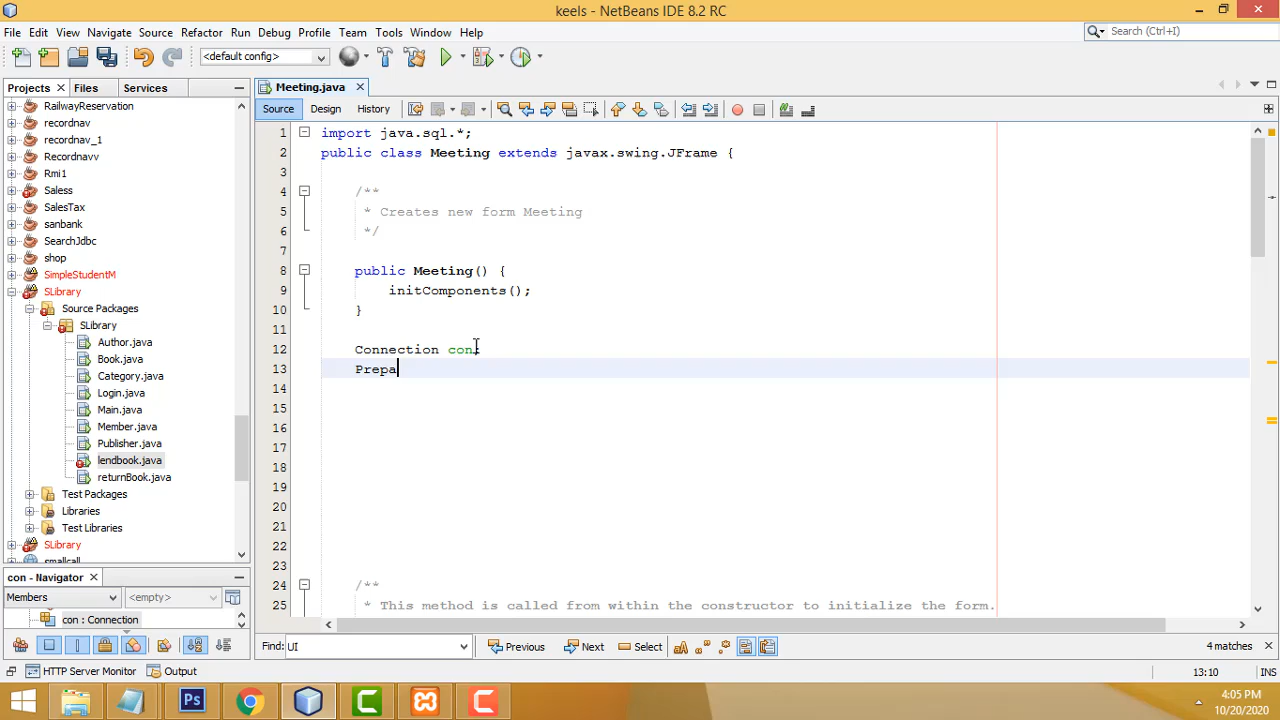 keels - NetBeans IDE 8.2 RC
File Edit View Navigate Source Refactor Run Debug Profile Team Tools Window Help
Search (Ctrl+I)
<default config>
Projects Files Services
Meeting.java
Source Design History
RailwayReservation
recordnav
recordnav_1
Recordnavv
Rmi1
Saless
SalesTax
sanbank
SearchJdbc
shop
SimpleStudentM
SLibrary
Source Packages
SLibrary
Author.java
Book.java
Category.java
Login.java
Main.java
Member.java
Publisher.java
lendbook.java
returnBook.java
Test Packages
Libraries
Test Libraries
SLibrary
smallcall
1 import java.sql.*;
2 public class Meeting extends javax.swing.JFrame {
3
4 /**
5 * Creates new form Meeting
6 */
7
8 public Meeting() {
9 initComponents();
10 }
11
12 Connection con;
13 Prepa
14
15
16
17
18
19
20
21
22
23
24 /**
25 * This method is called from within the constructor to initialize the form.
con - Navigator
Members <empty>
con : Connection
Find: UI Previous Next Select 4 matches
HTTP Server Monitor Output
13:10 INS
Ps
4:05 PM
10/20/2020